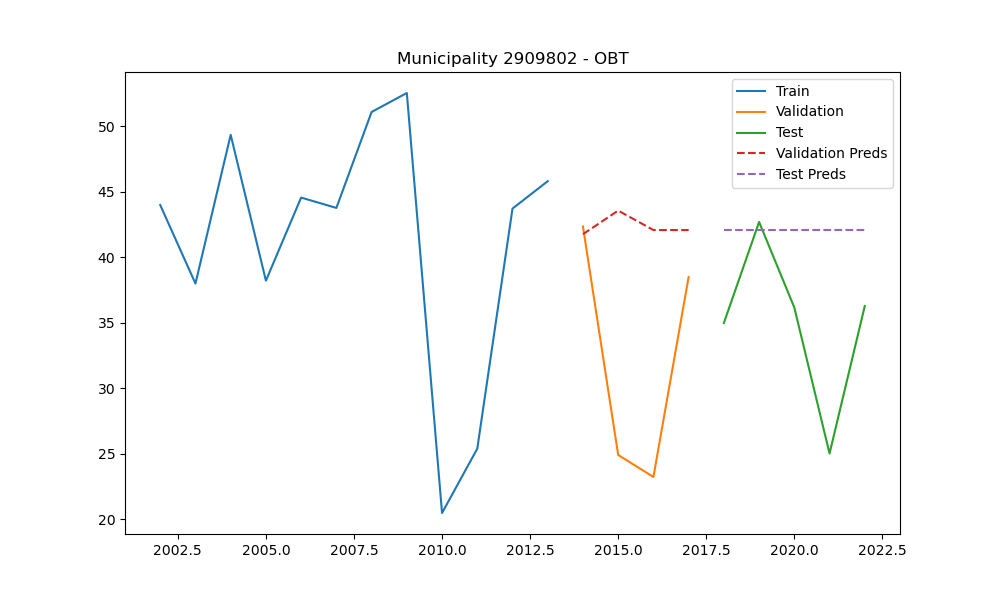 Municipality 2909802 - OBT
Train
Validation
Test
Validation Preds
Test Preds
50
45
40
35
30
25
20
2002.5 2005.0 2007.5 2010.0 2012.5 2015.0 2017.5 2020.0 2022.5